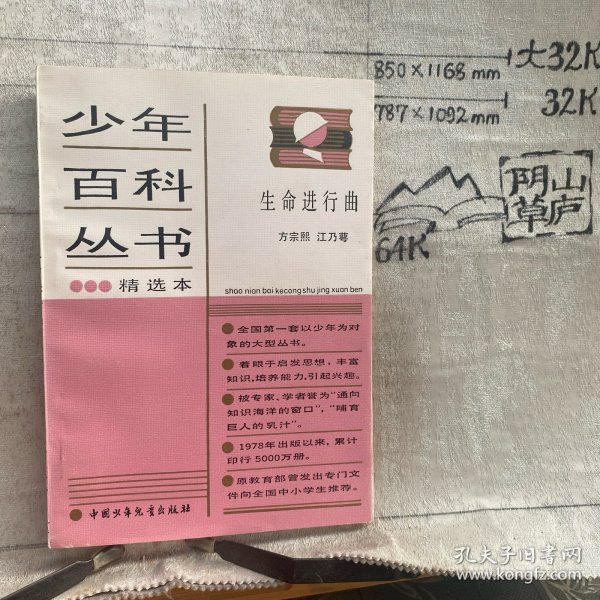 少年
百科
丛书
精选本
生命进行曲
方宗熙 江乃萼
shao nian bai kecong shu jing xuan ben
全国第一套以少年为对
象的大型丛书。
着眼于启发思想，丰富
知识，培养能力，引起兴趣。
被专家、学者誉为“通向
知识海洋的窗口”，“哺育
巨人的乳汁”。
1978年出版以来，累计
印行5000万册。
原教育部曾发出专门文
件向全国中小学生推荐。
中国少年儿童出版社
850×1168 mm 大32K
787×1092 mm 32K
64K
阴山
草庐
孔夫子旧书网
www.kongfz.com